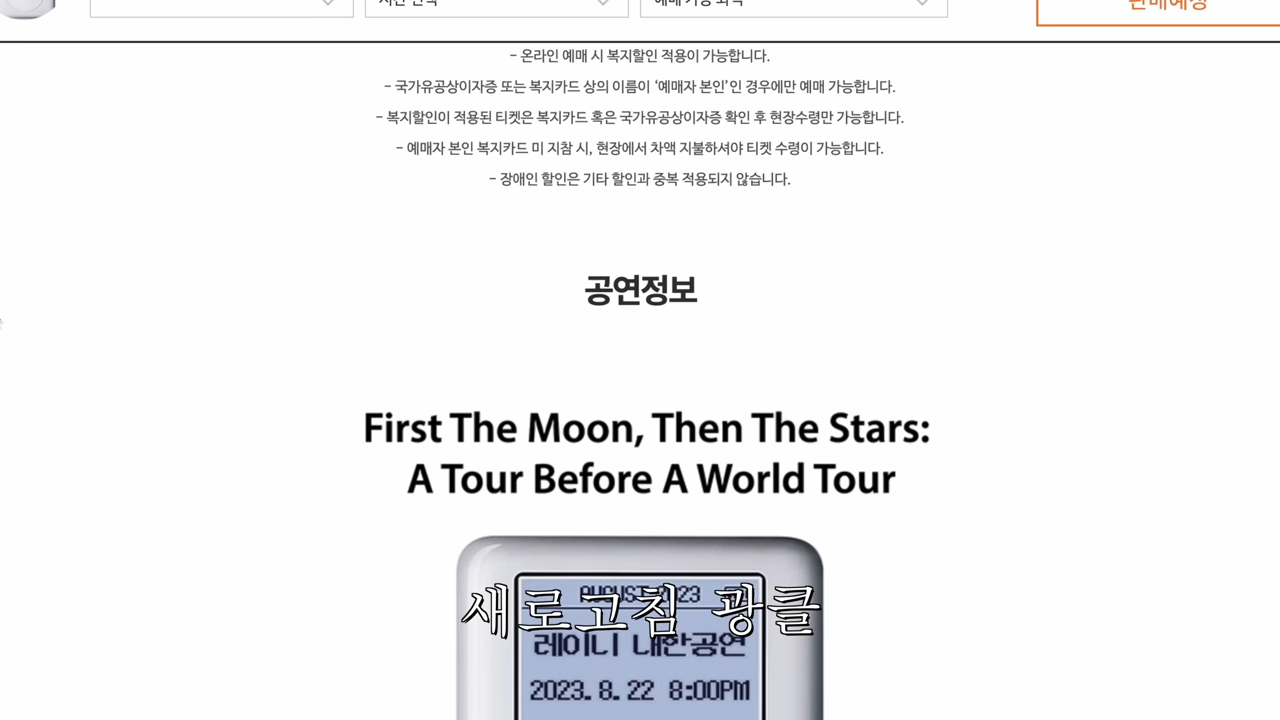 판매예정
- 온라인 예매 시 복지할인 적용이 가능합니다.
- 국가유공상이자증 또는 복지카드 상의 이름이 ‘예매자 본인’인 경우에만 예매 가능합니다.
- 복지할인이 적용된 티켓은 복지카드 혹은 국가유공상이자증 확인 후 현장수령만 가능합니다.
- 예매자 본인 복지카드 미 지참 시, 현장에서 차액 지불하셔야 티켓 수령이 가능합니다.
- 장애인 할인은 기타 할인과 중복 적용되지 않습니다.
공연정보
First The Moon, Then The Stars:
A Tour Before A World Tour
AUGUST 2023
새로고침 광클
레이니 내한공연
2023. 8. 22 8:00PM